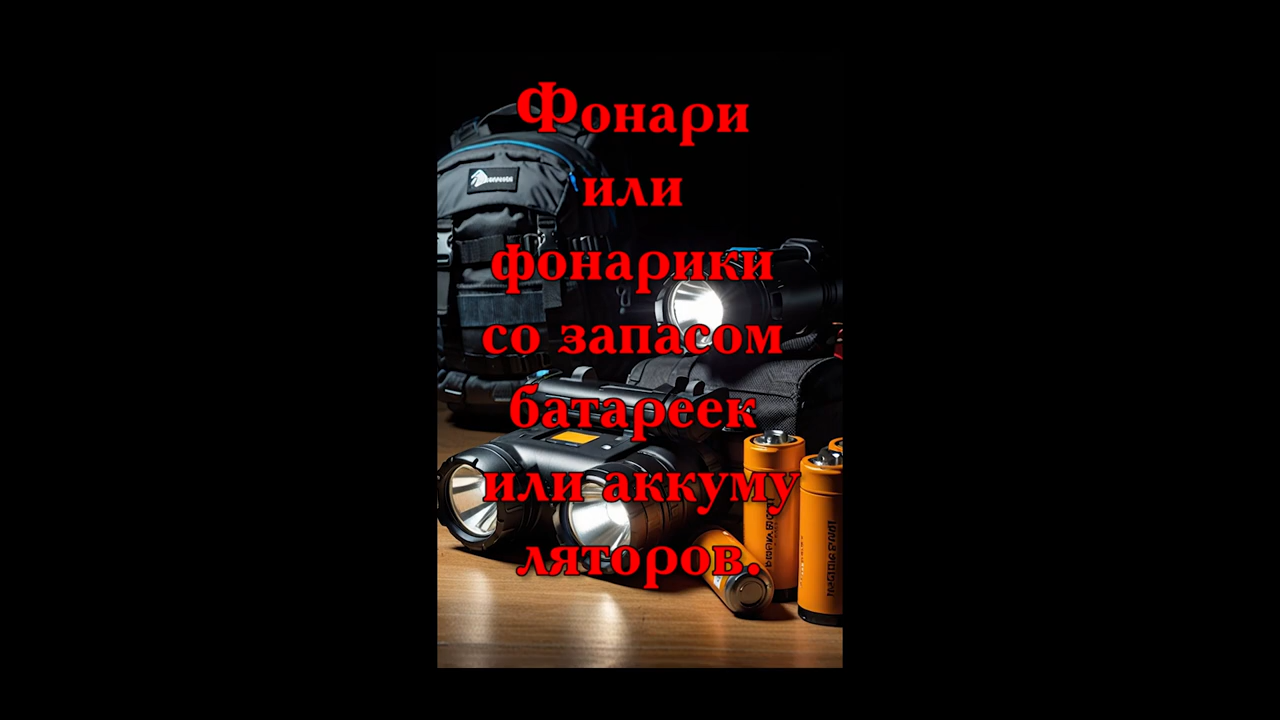 Фонари
или
фонарики
со запасом
батареек
или аккуму
ляторов.